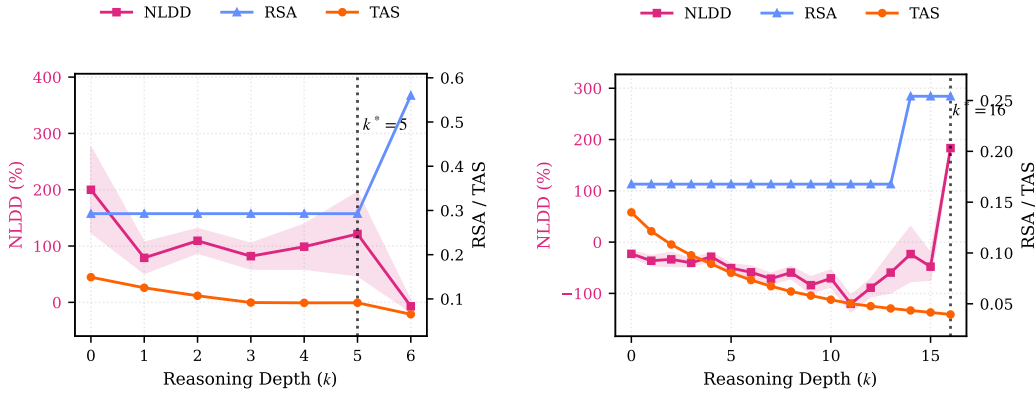 NLDD RSA TAS
400
300
200
100
0
NLDD (%)
0.6
0.5
0.4
0.3
0.2
0.1
RSA / TAS
k* = 5
0 1 2 3 4 5 6
Reasoning Depth (k)
NLDD RSA TAS
300
200
100
0
−100
NLDD (%)
0.25
0.20
0.15
0.10
0.05
RSA / TAS
k* = 16
0 5 10 15
Reasoning Depth (k)